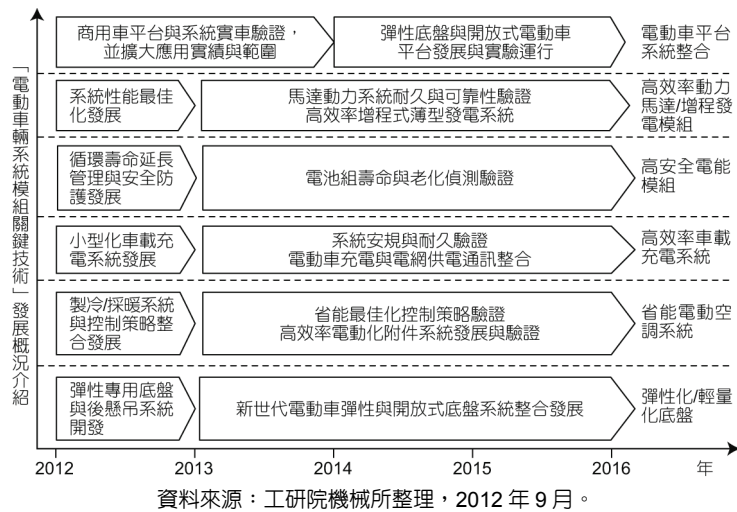 「電動車輛系統模組關鍵技術」發展概況介紹
商用車平台與系統實車驗證，
並擴大應用實績與範圍
彈性底盤與開放式電動車
平台發展與實驗運行
電動車平台
系統整合
系統性能最佳
化發展
馬達動力系統耐久與可靠性驗證
高效率增程式薄型發電系統
高效率動力
馬達/增程發
電模組
循環壽命延長
管理與安全防
護發展
電池組壽命與老化偵測驗證
高安全電能
模組
小型化車載充
電系統發展
系統安規與耐久驗證
電動車充電與電網供電通訊整合
高效率車載
充電系統
製冷/採暖系統
與控制策略整
合發展
省能最佳化控制策略驗證
高效率電動化附件系統發展與驗證
省能電動空
調系統
彈性專用底盤
與後懸吊系統
開發
新世代電動車彈性與開放式底盤系統整合發展
彈性化/輕量
化底盤
2012 2013 2014 2015 2016 年
資料來源：工研院機械所整理，2012 年 9 月。